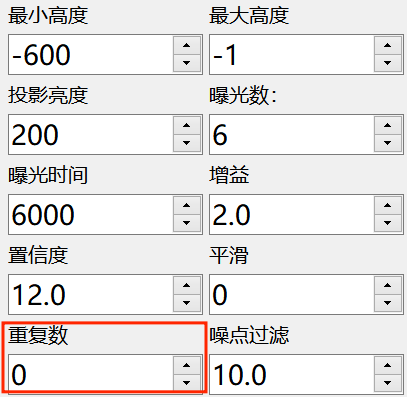 最小高度 最大高度
-600 -1
投影亮度 曝光数:
200 6
曝光时间 增益
6000 2.0
置信度 平滑
12.0 0
重复数 噪点过滤
0 10.0